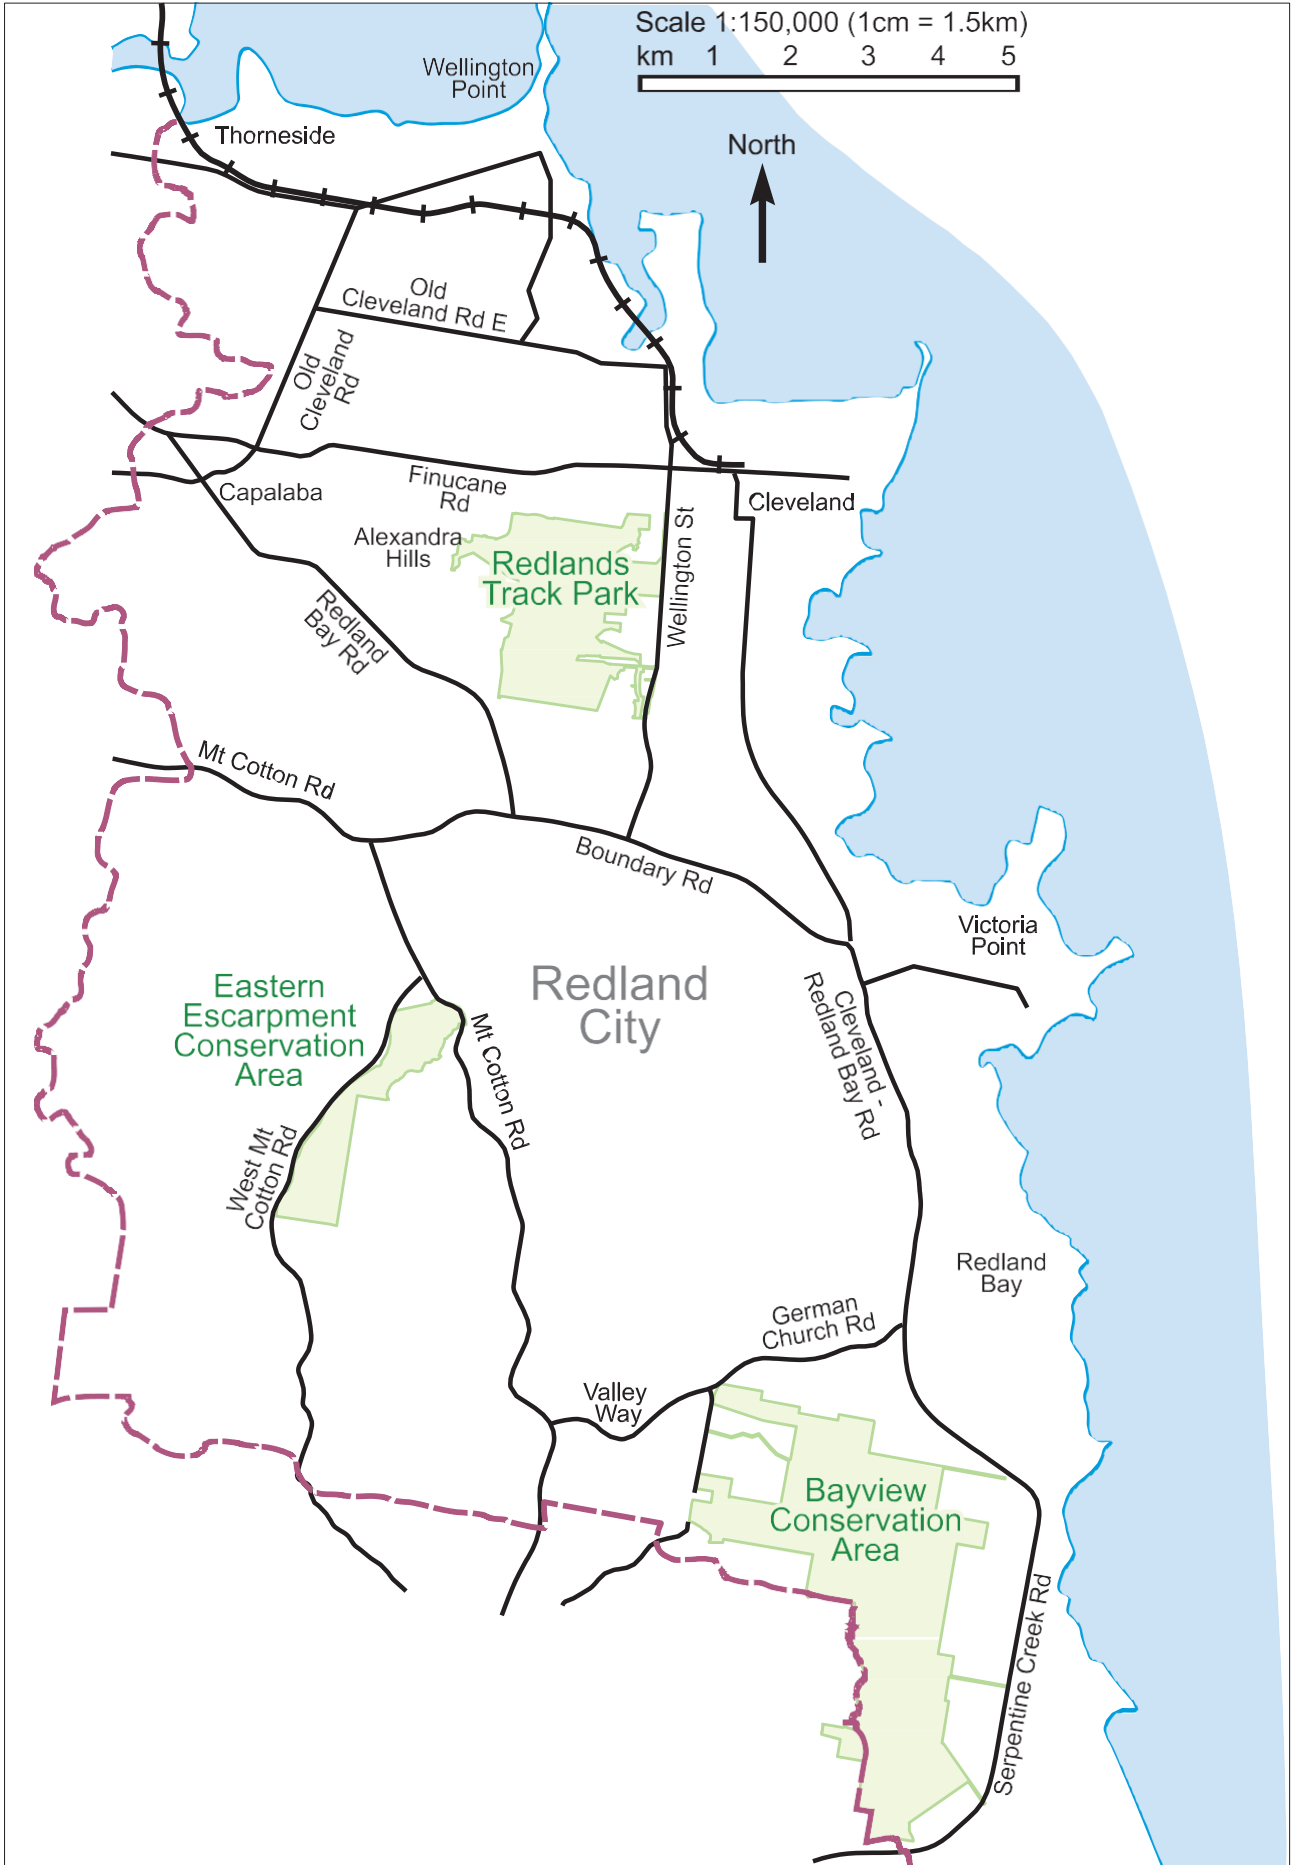 Scale 1:150,000 (1cm = 1.5km)
km 1 2 3 4 5
Wellington
Point
North
Thorneside
Old
Cleveland Rd E
Old
Cleveland
Rd
Capalaba
Finucane
Rd
Cleveland
Alexandra
Hills
Redlands
Track Park
Wellington St
Redland
Bay Rd
Mt Cotton Rd
Boundary Rd
Victoria
Point
Eastern
Escarpment
Conservation
Area
Redland
City
Cleveland -
Redland Bay Rd
Mt Cotton Rd
West Mt
Cotton Rd
Redland
Bay
German
Church Rd
Valley
Way
Bayview
Conservation
Area
Serpentine Creek Rd